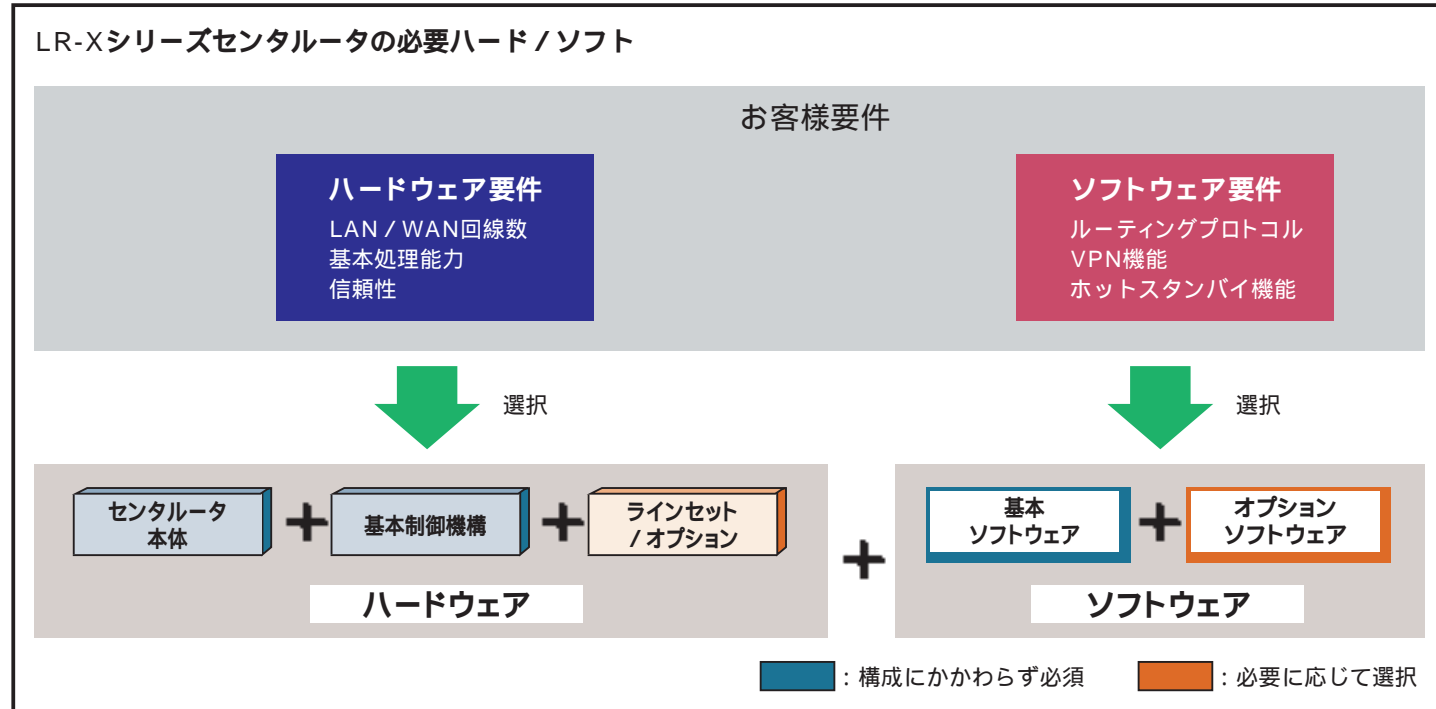 LR-Xシリーズセンタルータの必要ハード / ソフト
お客様要件
ハードウェア要件
LAN / WAN回線数
基本処理能力
信頼性
ソフトウェア要件
ルーティングプロトコル
VPN機能
ホットスタンバイ機能
選択
選択
センタルータ
本体
基本制御機構
ラインセット
/ オプション
ハードウェア
基本
ソフトウェア
オプション
ソフトウェア
ソフトウェア
：構成にかかわらず必須
：必要に応じて選択